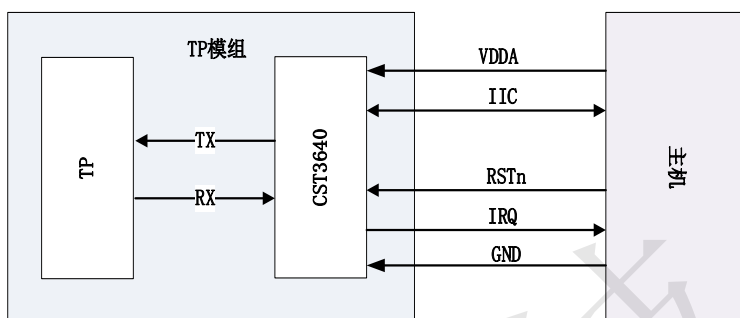 TP模组
TP
TX
RX
CST3640
VDDA
IIC
RSTn
IRQ
GND
主机